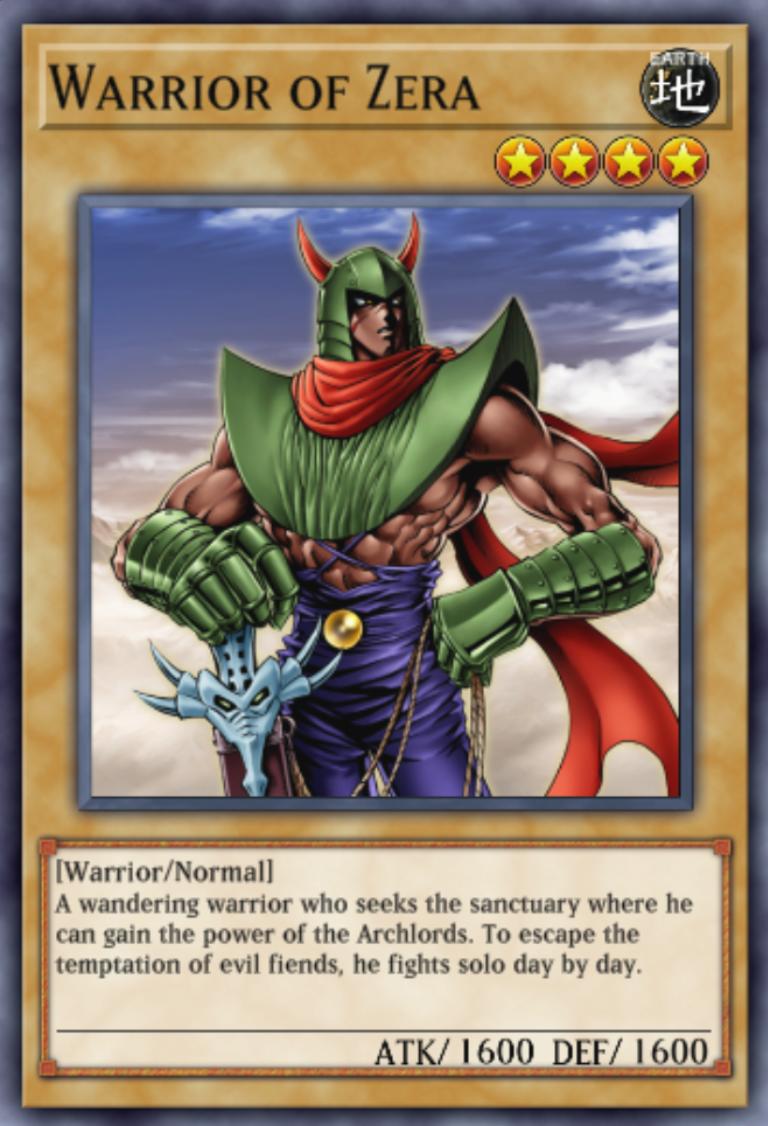 WARRIOR OF ZERA
EARTH
地
[Warrior/Normal]
A wandering warrior who seeks the sanctuary where he
can gain the power of the Archlords. To escape the
temptation of evil fiends, he fights solo day by day.
ATK/ 1600 DEF/ 1600